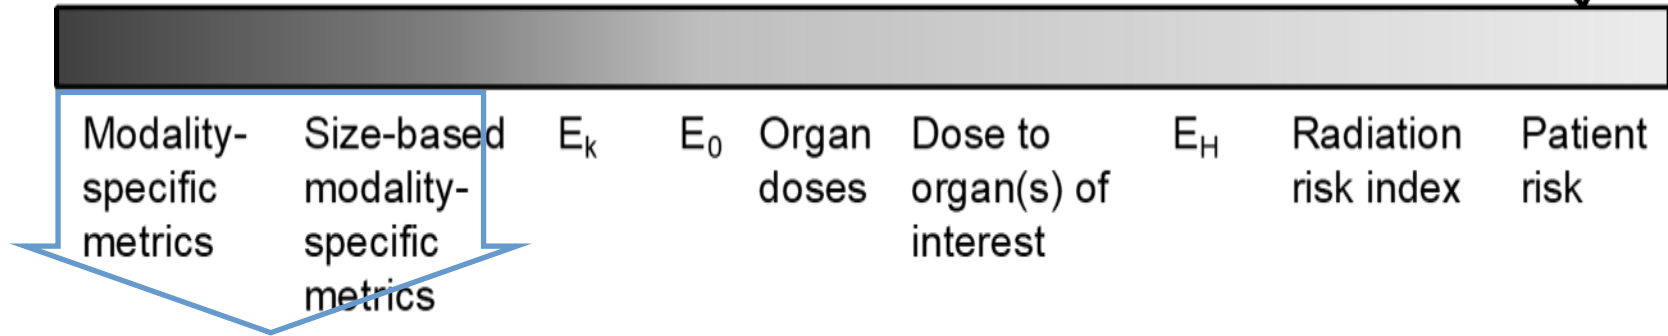 Modality-
specific
metrics
Size-based
modality-
specific
metrics
Eₖ
E₀
Organ
doses
Dose to
organ(s) of
interest
E_H
Radiation
risk index
Patient
risk